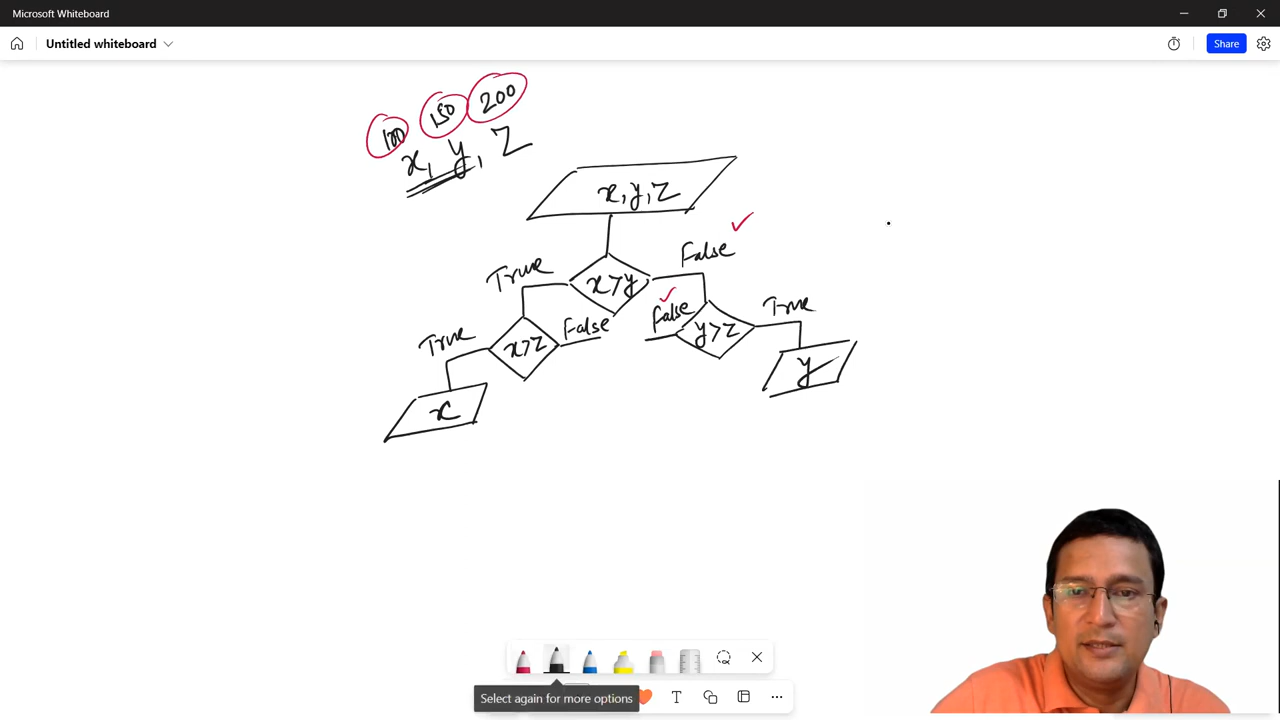 Microsoft Whiteboard
Untitled whiteboard
Share
100 150 200
x, y, z
x, y, z
True
x>y
False
True
x>z
False
False
y>z
True
x
y
Select again for more options